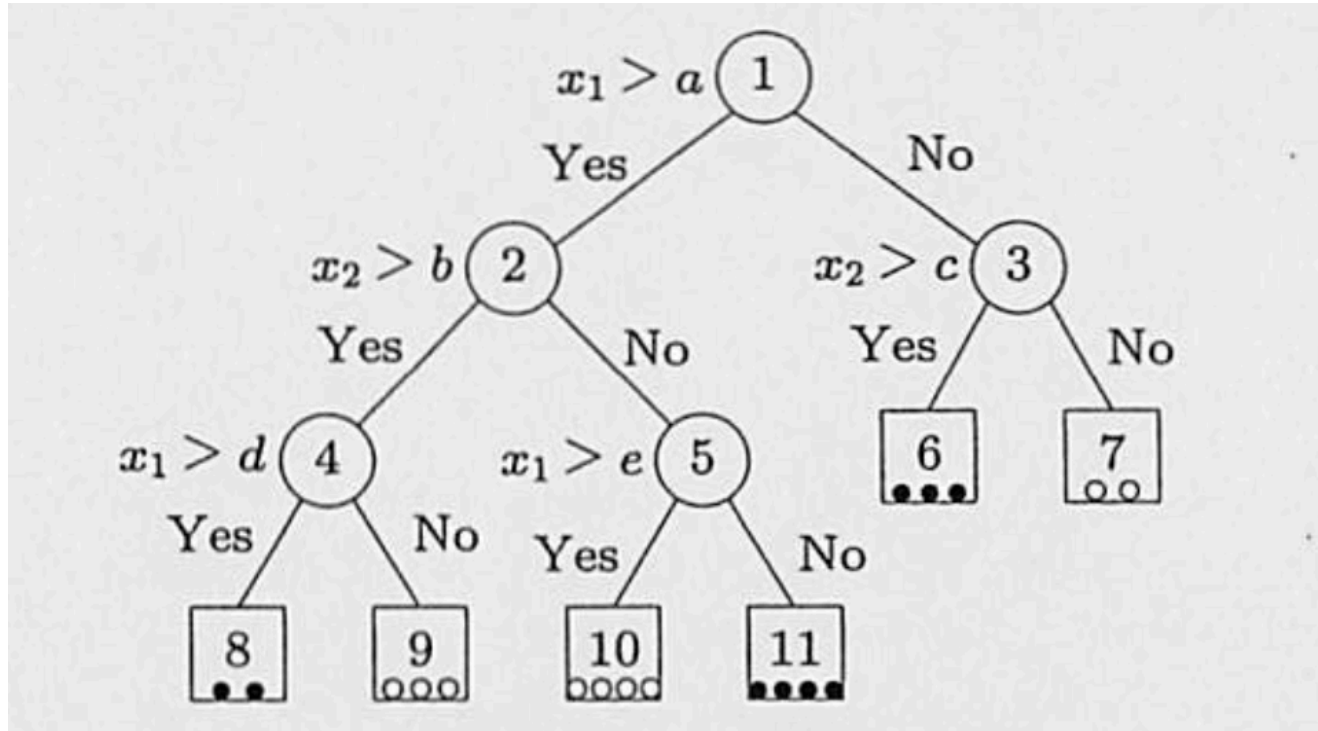 x₁ > a 1
Yes No
x₂ > b 2 x₂ > c 3
Yes No Yes No
x₁ > d 4 x₁ > e 5 6 7
Yes No Yes No
8 9 10 11